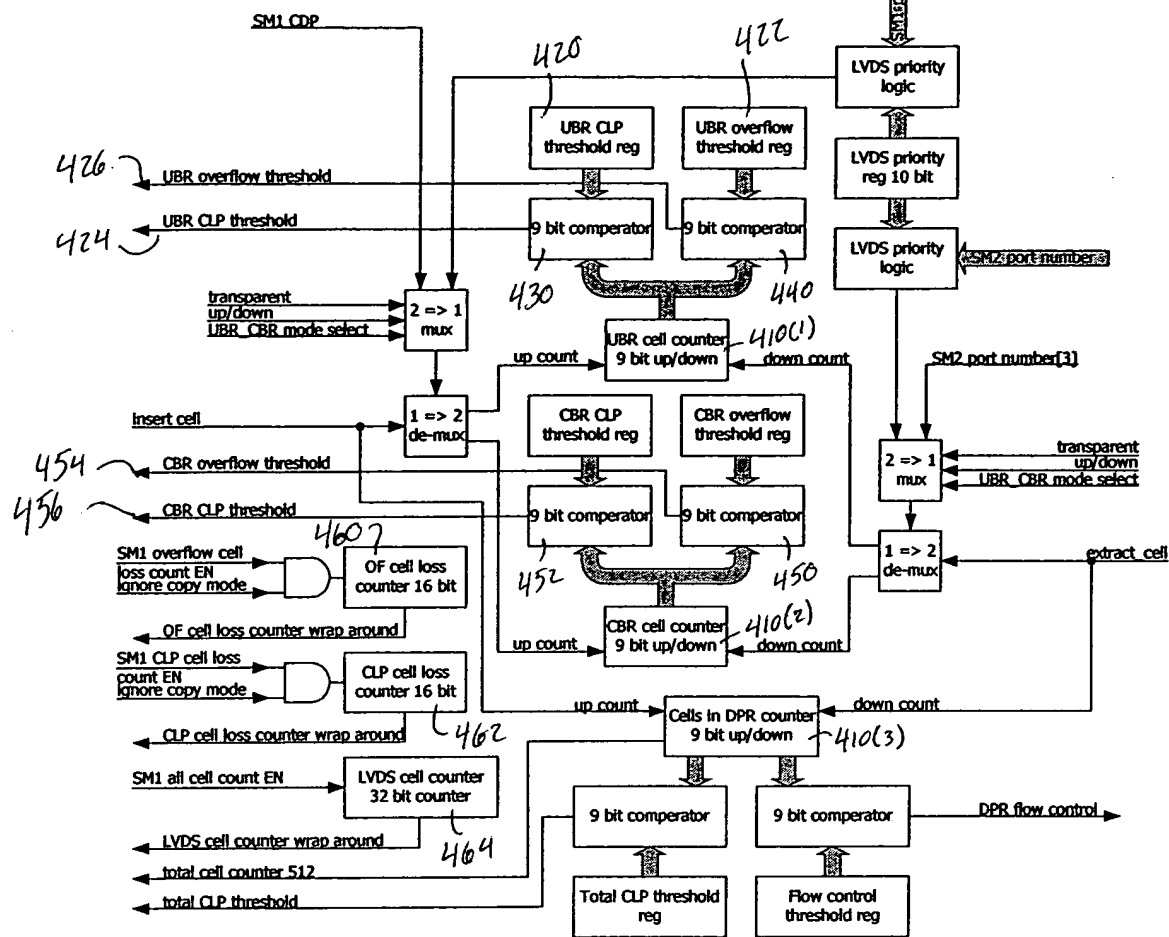 SM1 CDP
SM1
420
422
LVDS priority
logic
UBR CLP
threshold reg
UBR overflow
threshold reg
LVDS priority
reg 10 bit
426
UBR overflow threshold
424
UBR CLP threshold
9 bit comperator
9 bit comperator
LVDS priority
logic
SM2 port number
430
440
transparent
up/down
UBR_CBR mode select
2 => 1
mux
UBR cell counter
9 bit up/down
410(1)
up count
down count
SM2 port number[3]
insert cell
1 => 2
de-mux
CBR CLP
threshold reg
CBR overflow
threshold reg
2 => 1
mux
transparent
up/down
UBR_CBR mode select
454
CBR overflow threshold
456
CBR CLP threshold
9 bit comperator
9 bit comperator
452
450
1 => 2
de-mux
extract_cell
460
SM1 overflow cell
loss count EN
ignore copy mode
OF cell loss
counter 16 bit
OF cell loss counter wrap around
CBR cell counter
9 bit up/down
410(2)
up count
down count
SM1 CLP cell loss
count EN
ignore copy mode
CLP cell loss
counter 16 bit
462
CLP cell loss counter wrap around
up count
Cells in DPR counter
9 bit up/down
410(3)
down count
SM1 all cell count EN
LVDS cell counter
32 bit counter
464
LVDS cell counter wrap around
9 bit comperator
9 bit comperator
DPR flow control
total cell counter 512
total CLP threshold
Total CLP threshold
reg
Flow control
threshold reg